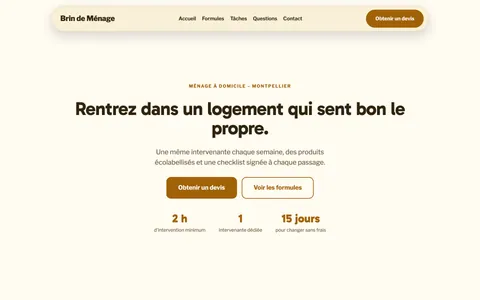 Brin de Ménage
Accueil Formules Tâches Questions Contact
Obtenir un devis
MÉNAGE À DOMICILE – MONTPELLIER
Rentrez dans un logement qui sent bon le
propre.
Une même intervenante chaque semaine, des produits
écolabellisés et une checklist signée à chaque passage.
Obtenir un devis Voir les formules
2 h 1 15 jours
d'intervention minimum intervenante dédiée pour changer sans frais